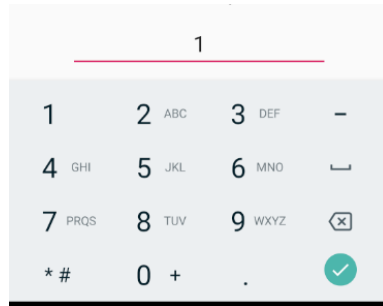 1
1 2 ABC 3 DEF -
4 GHI 5 JKL 6 MNO
7 PRQS 8 TUV 9 WXYZ
* # 0 + .